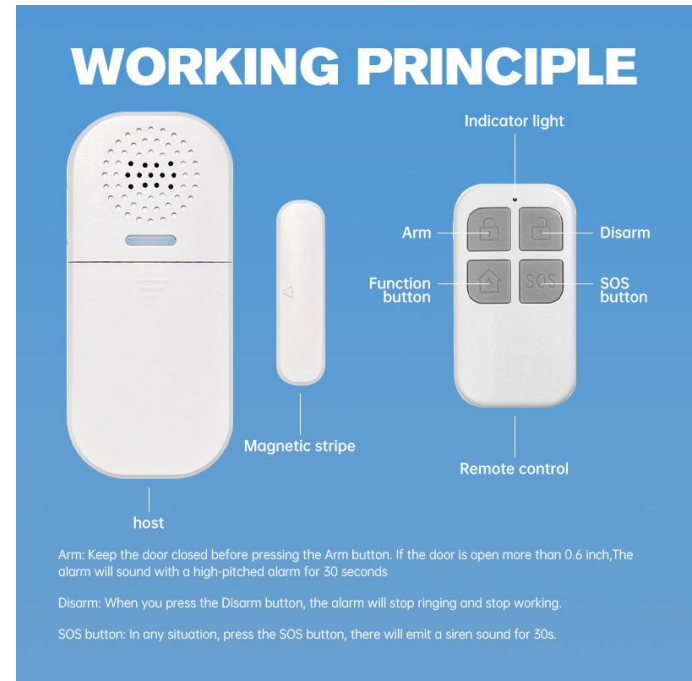 WORKING PRINCIPLE
Indicator light
Arm
Disarm
Function
button
SOS
SOS
button
Magnetic stripe
Remote control
host
Arm: Keep the door closed before pressing the Arm button. If the door is open more than 0.6 inch,The
alarm will sound with a high-pitched alarm for 30 seconds
Disarm: When you press the Disarm button, the alarm will stop ringing and stop working.
SOS button: In any situation, press the SOS button, there will emit a siren sound for 30s.